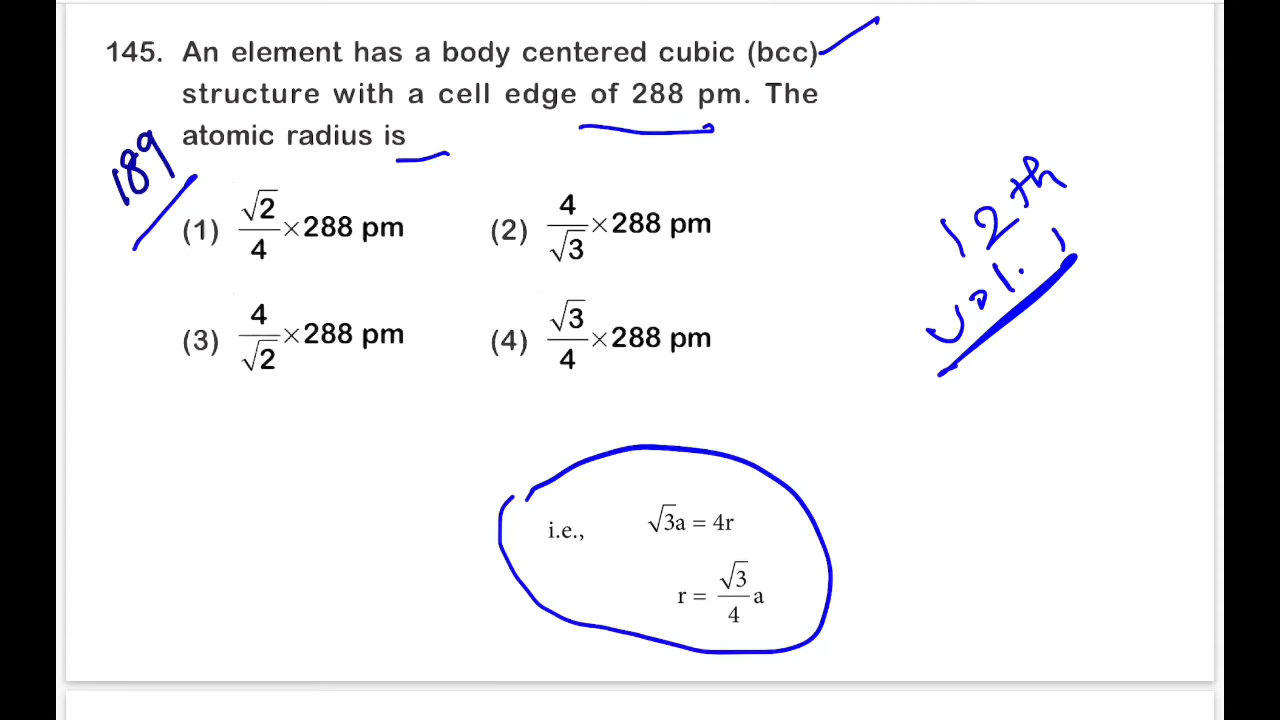 145. An element has a body centered cubic (bcc)
structure with a cell edge of 288 pm. The
atomic radius is
189
(1) √2/4 ×288 pm (2) 4/√3 ×288 pm
(3) 4/√2 ×288 pm (4) √3/4 ×288 pm
12th
vol. 1
i.e., √3a = 4r
r = √3/4 a